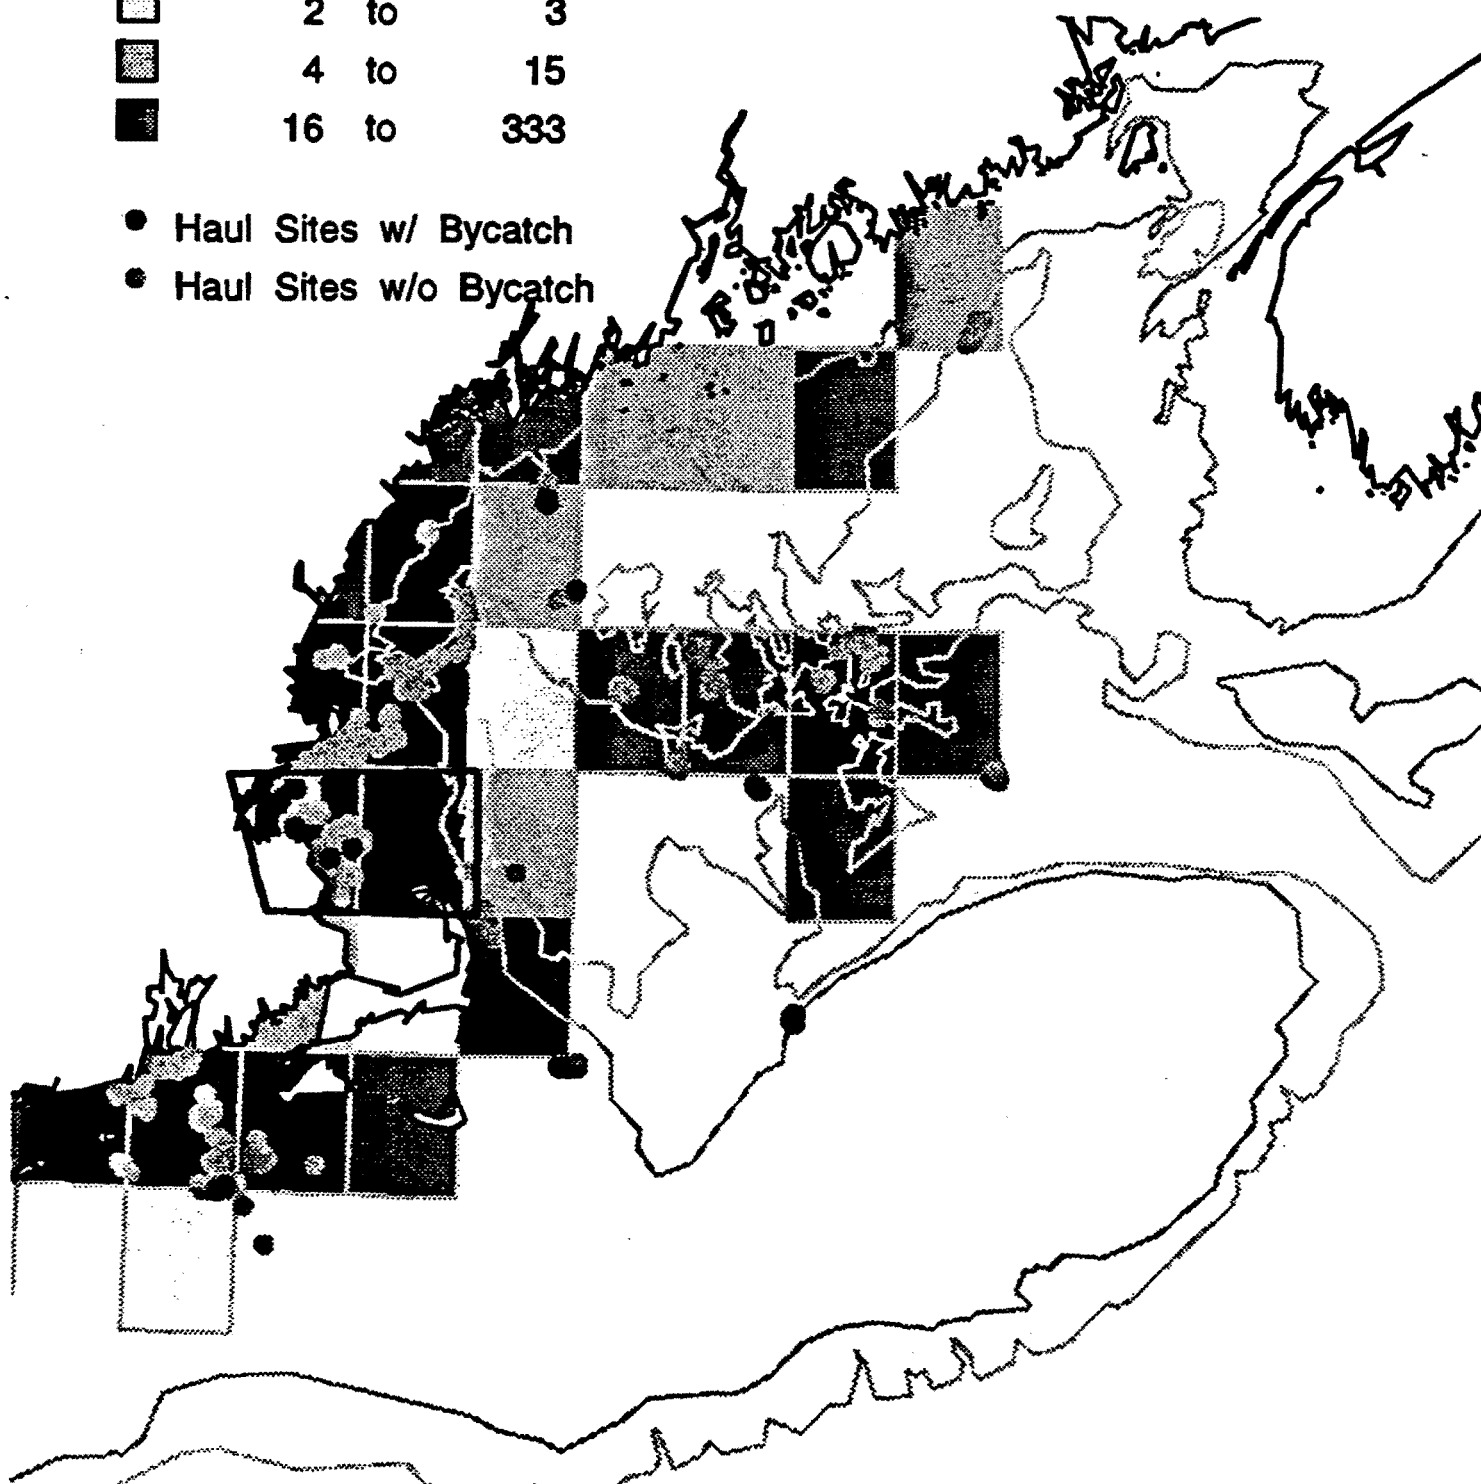 2 to 3
4 to 15
16 to 333
Haul Sites w/ Bycatch
Haul Sites w/o Bycatch